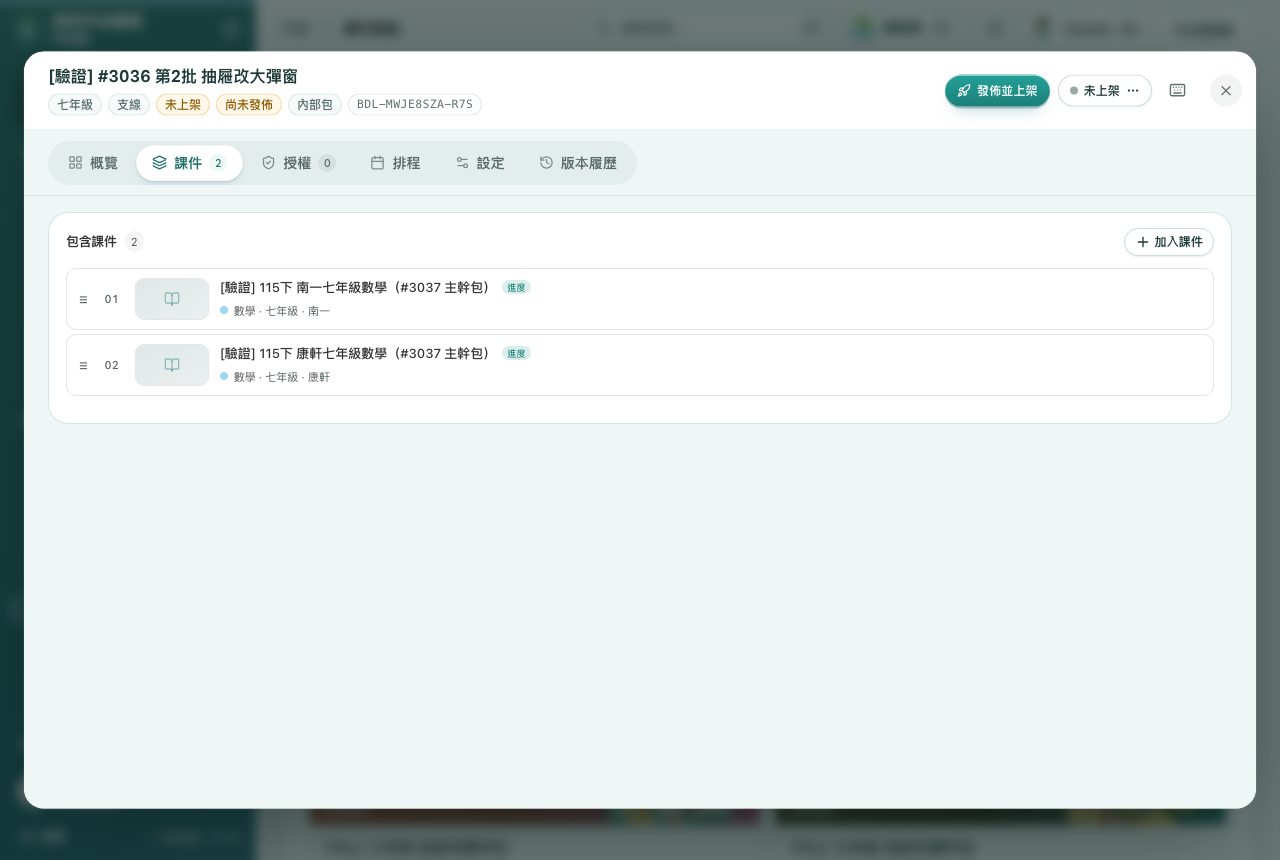 [驗證] #3036 第2批 抽屜改大彈窗
七年級 支線 未上架 尚未發佈 內部包 BDL-MWJE8SZA-R7S
發佈並上架 未上架 ···
概覽 課件 2 授權 0 排程 設定 版本履歷
包含課件 2
加入課件
01 [驗證] 115下 南一七年級數學（#3037 主幹包） 進度
數學 · 七年級 · 南一
02 [驗證] 115下 康軒七年級數學（#3037 主幹包） 進度
數學 · 七年級 · 康軒